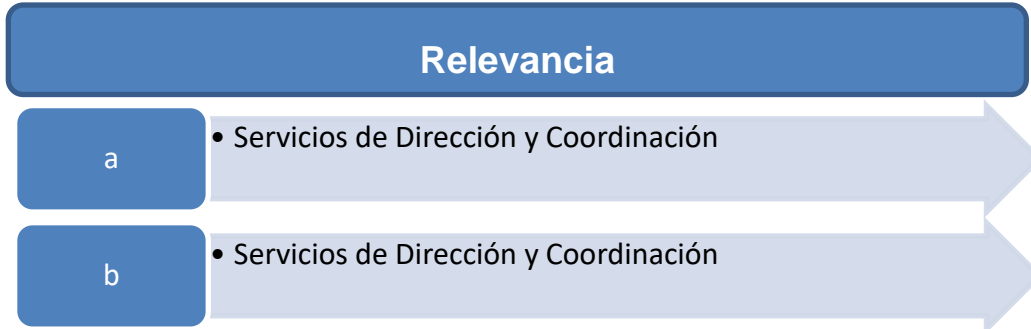 Relevancia
a
• Servicios de Dirección y Coordinación
b
• Servicios de Dirección y Coordinación